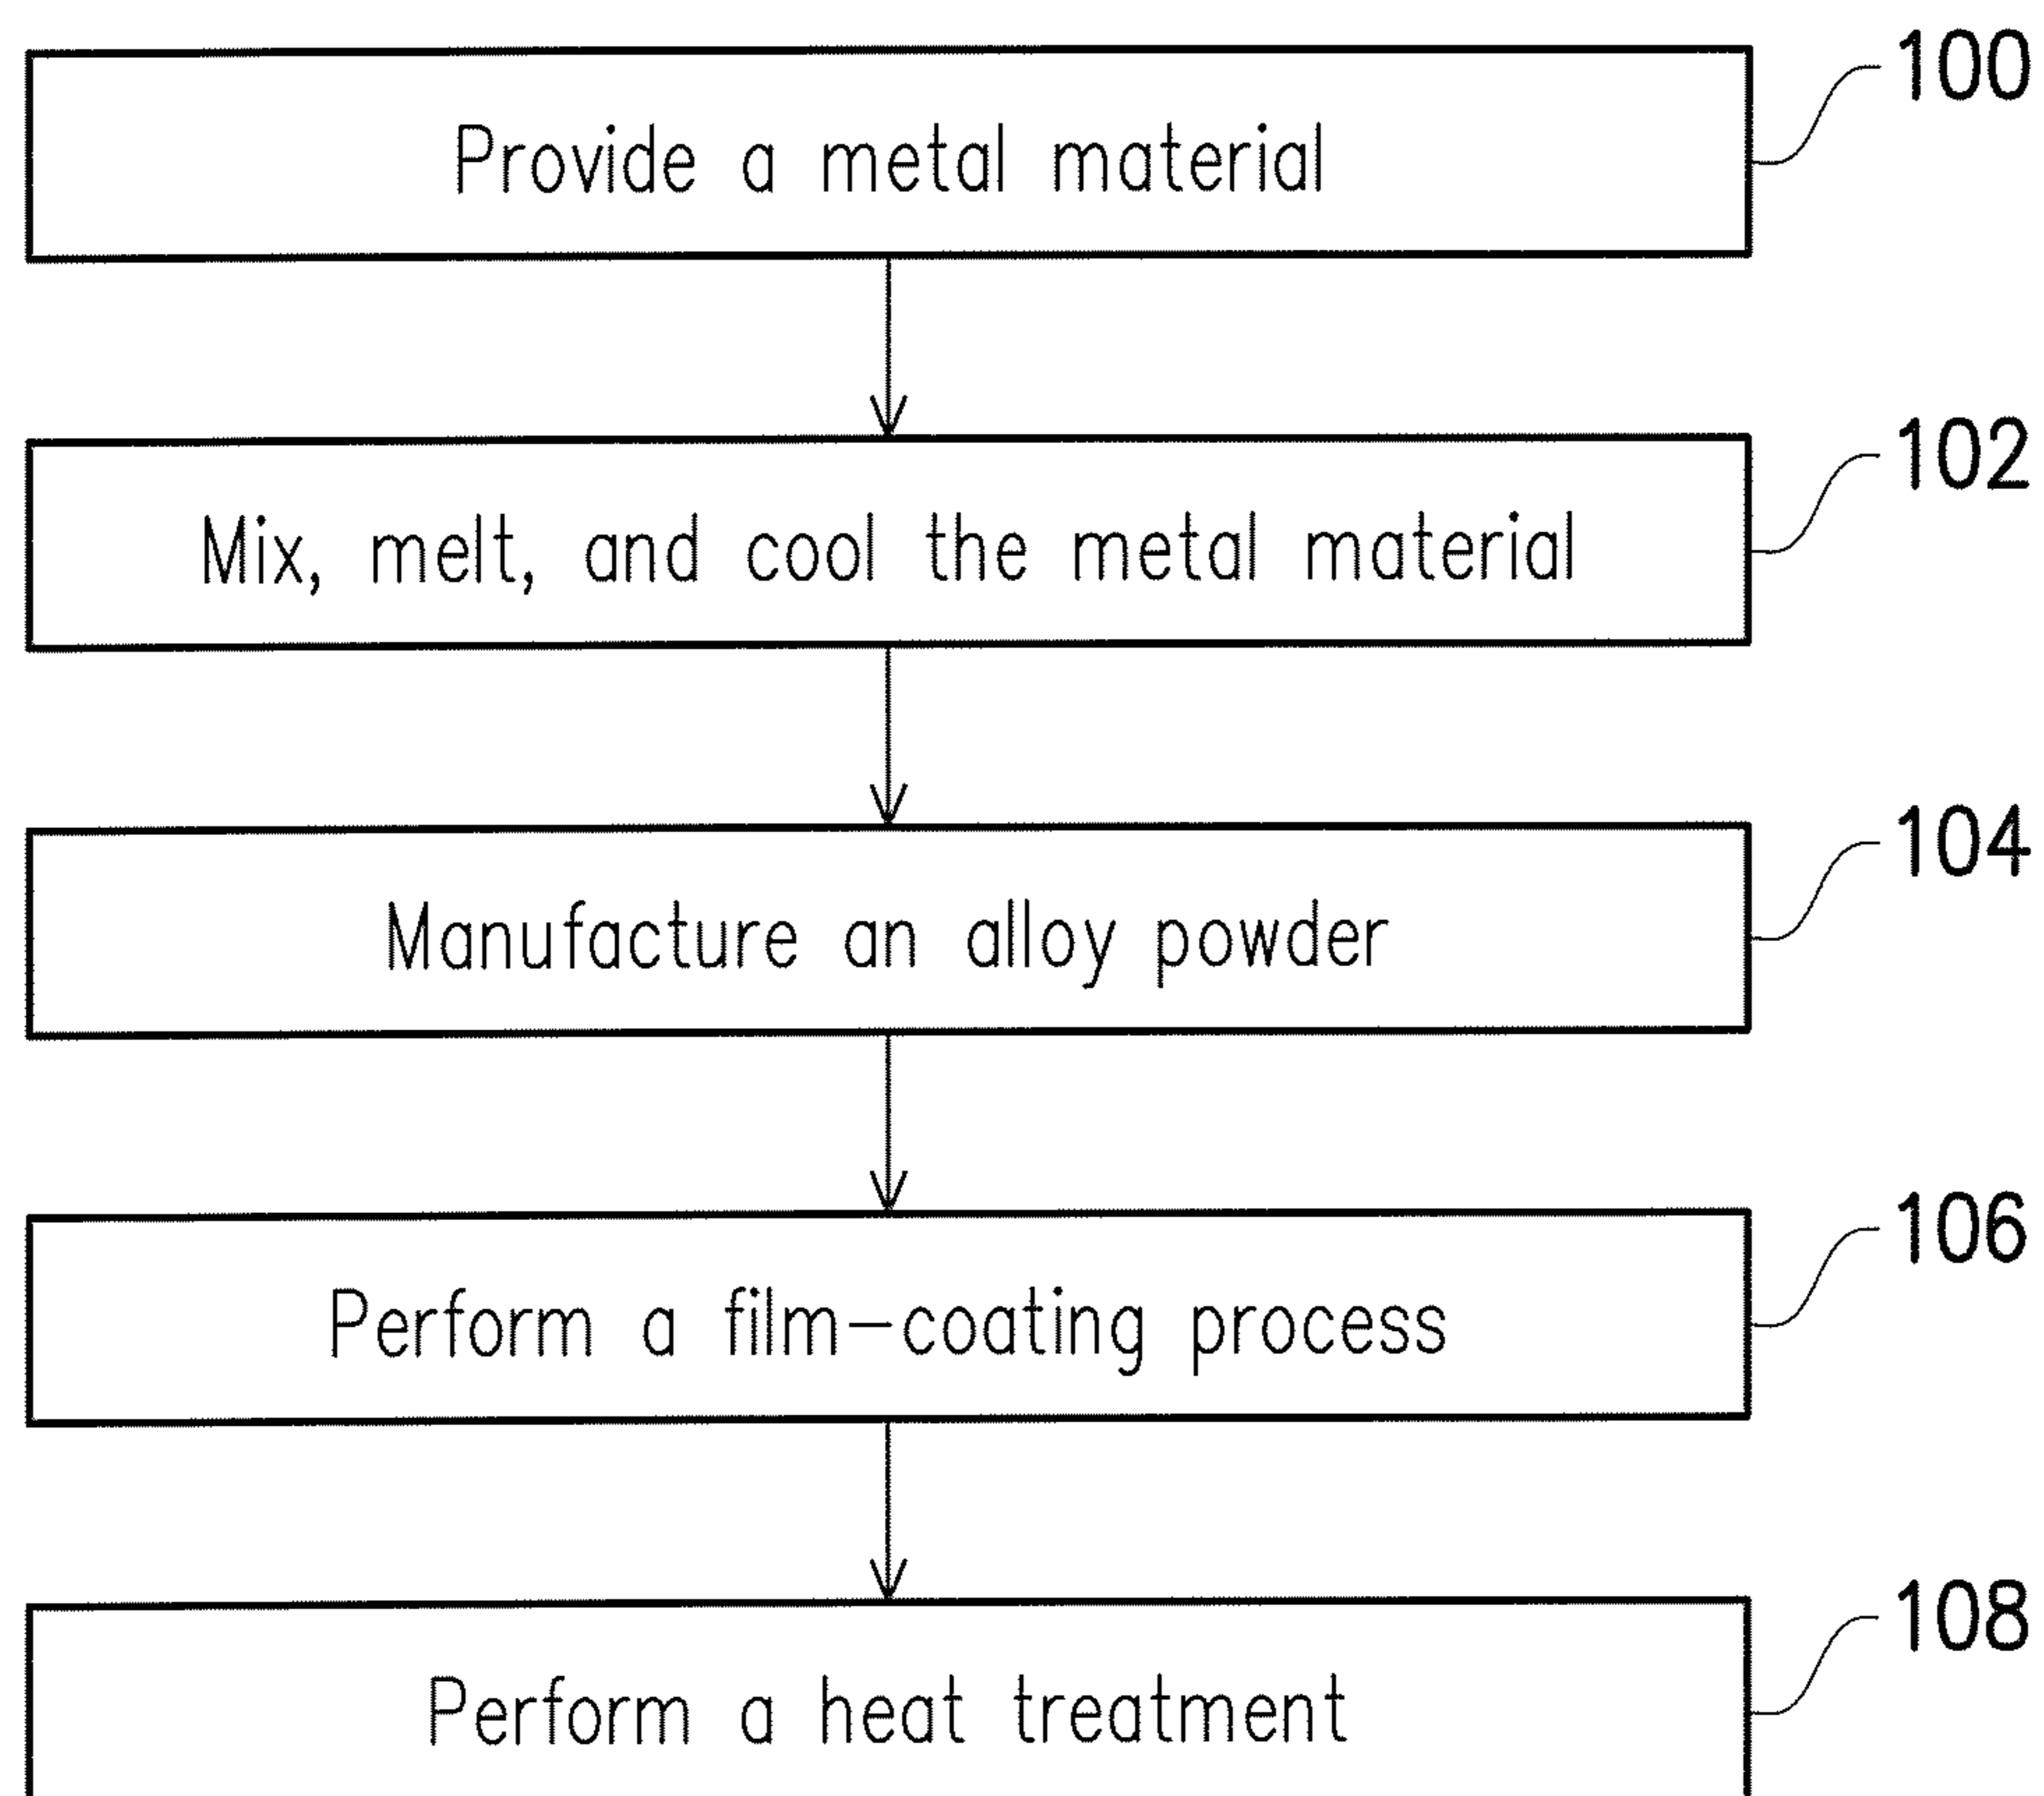 100
Provide a metal material
102
Mix, melt, and cool the metal material
104
Manufacture an alloy powder
106
Perform a film-coating process
108
Perform a heat treatment